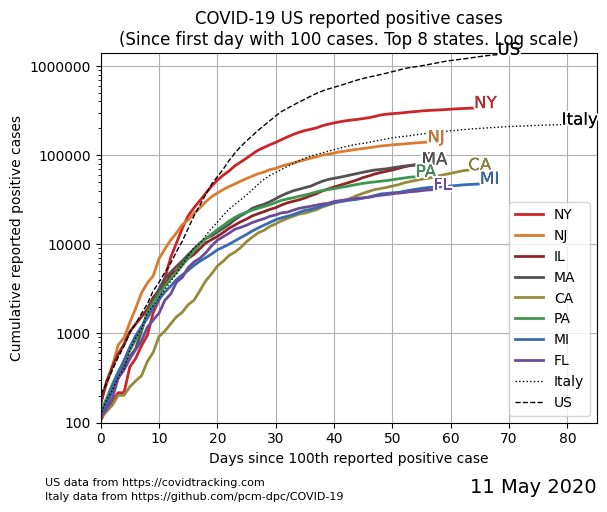 COVID-19 US reported positive cases
(Since first day with 100 cases. Top 8 states. Log scale)
US
1000000
NY
Italy
NJ
100000
MA
CA
PA
MI
FL
10000
1000
100
Cumulative reported positive cases
NY
NJ
IL
MA
CA
PA
MI
FL
Italy
US
0 10 20 30 40 50 60 70 80
Days since 100th reported positive case
US data from https://covidtracking.com
Italy data from https://github.com/pcm-dpc/COVID-19
11 May 2020